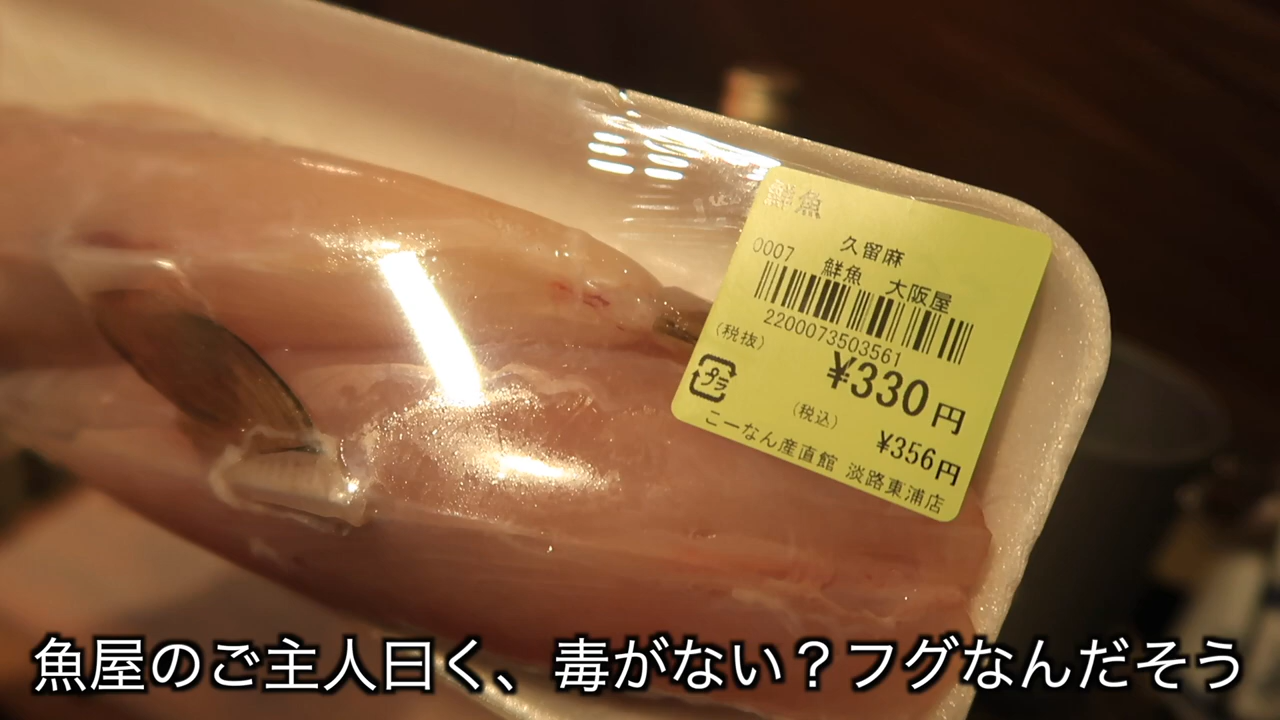 鮮魚
久留麻
0007 鮮魚 大阪屋
2200073503561
(税抜) ¥330円
プラ
(税込) ¥356円
こーなん産直館 淡路東浦店
魚屋のご主人曰く、毒がない？フグなんだそう